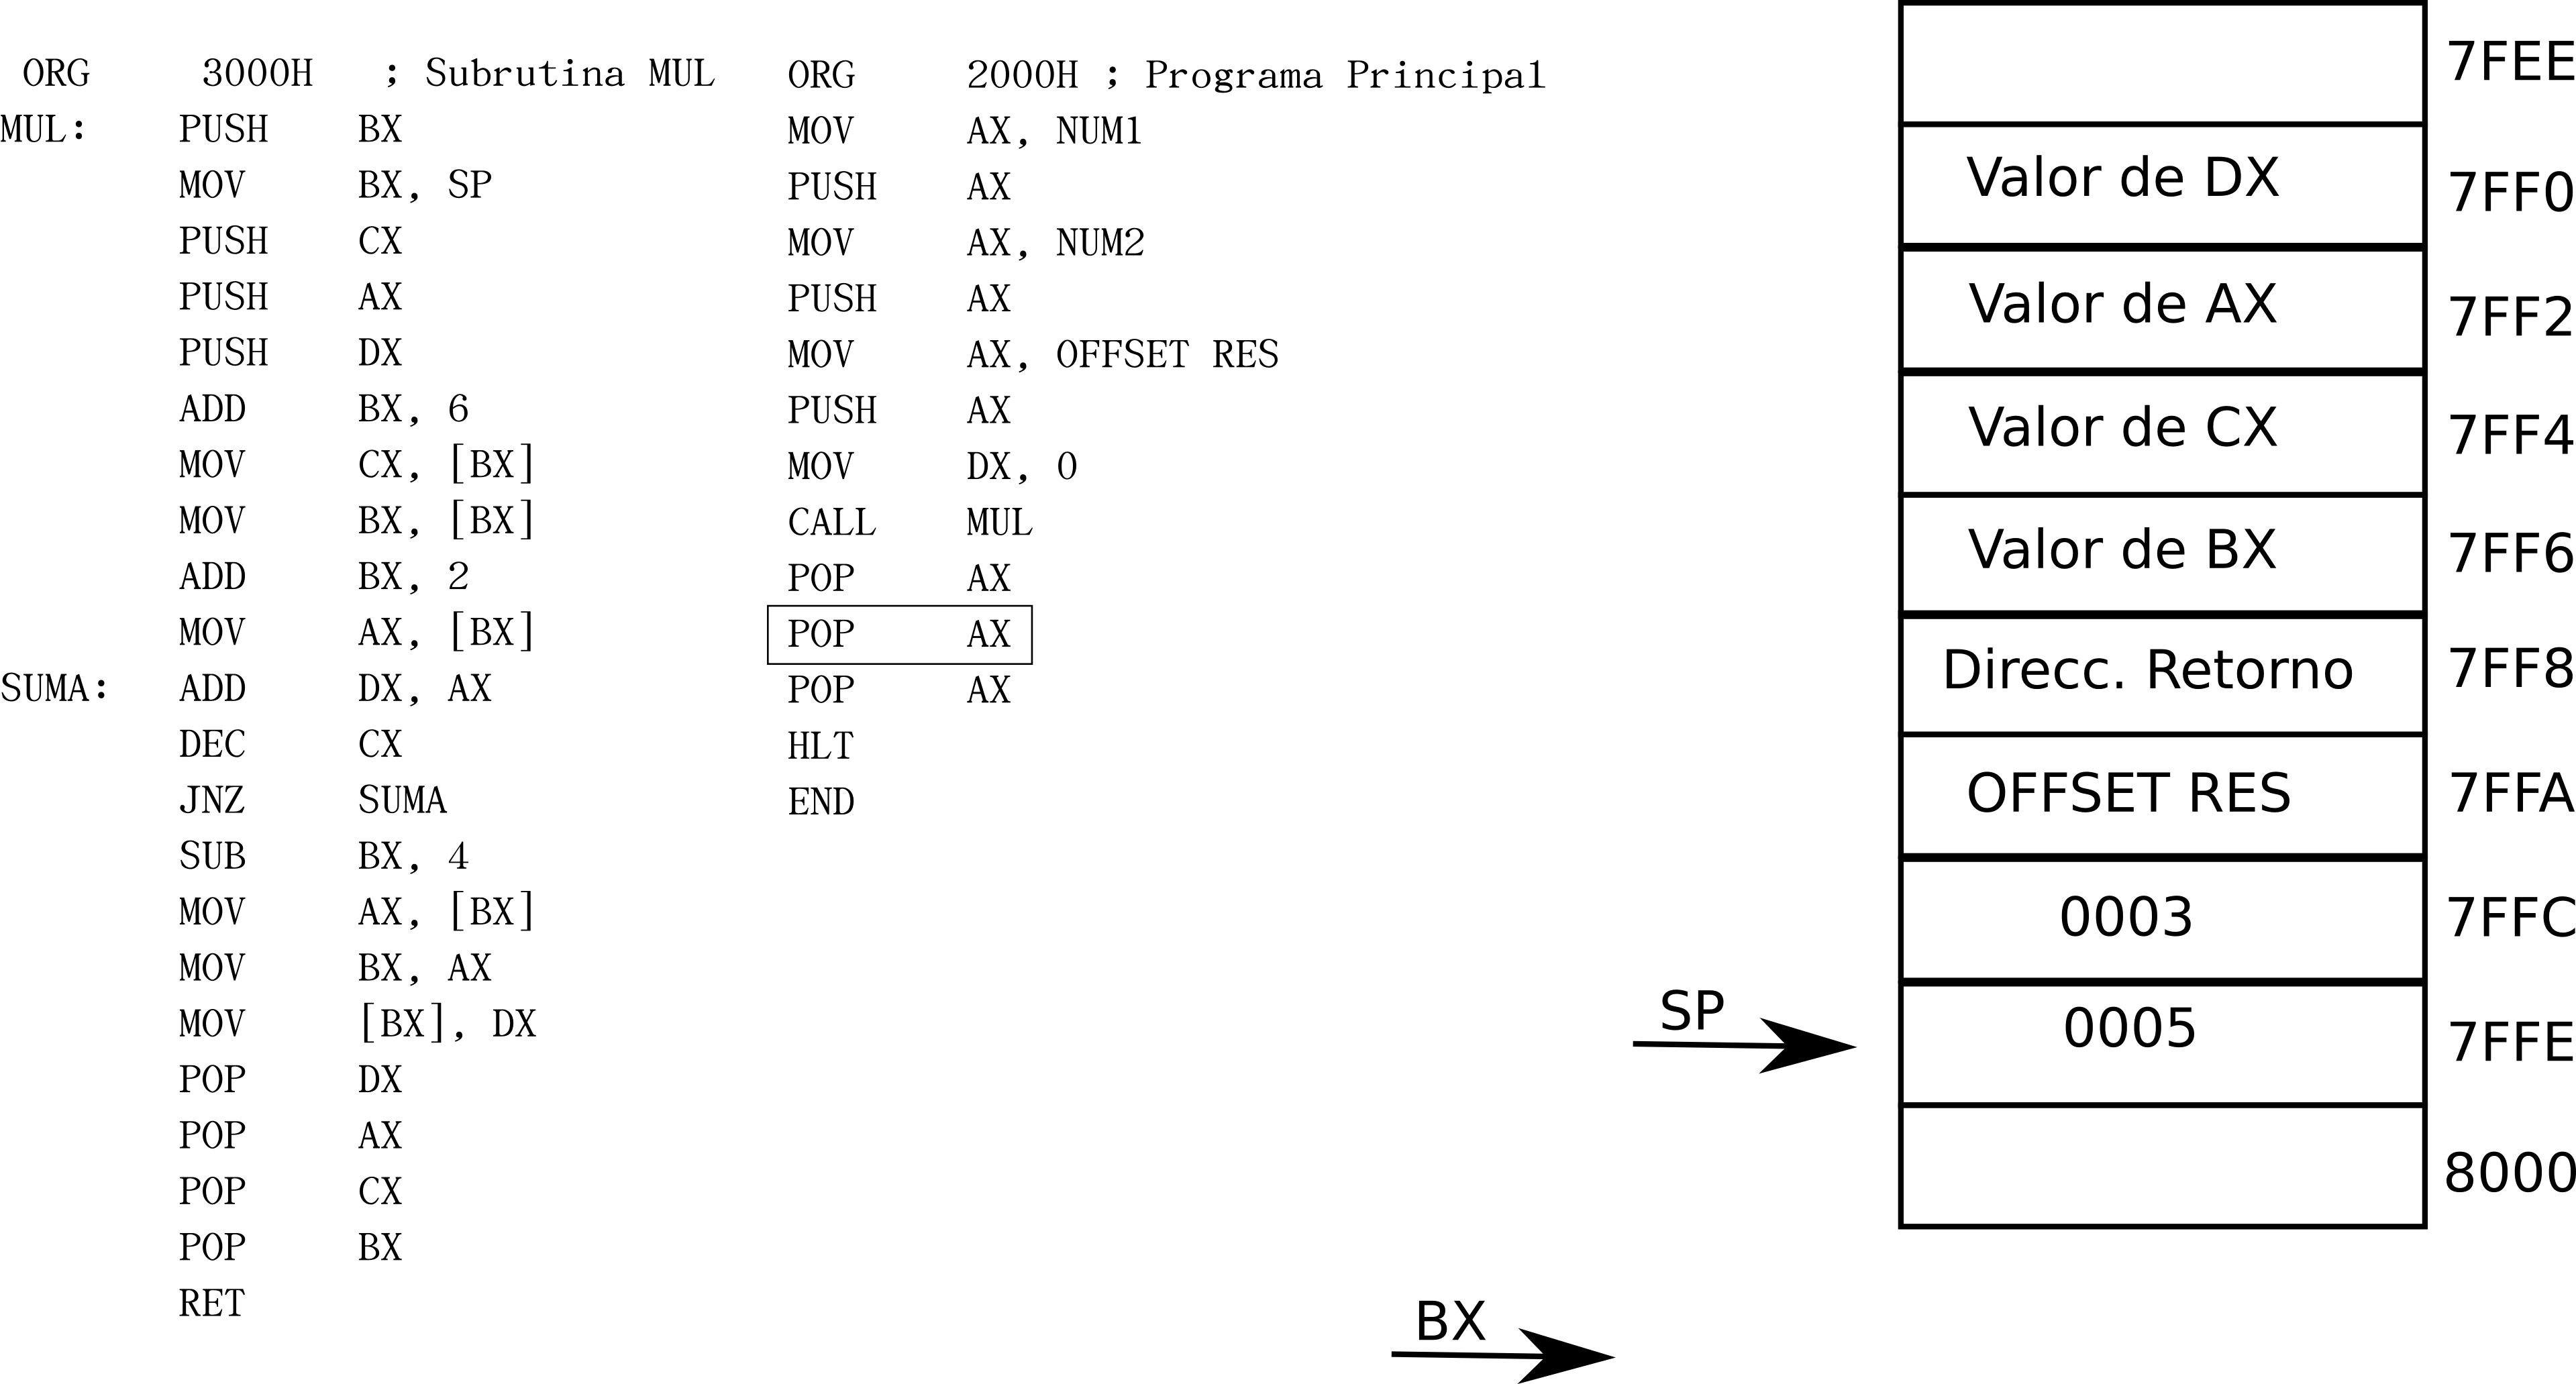 ORG 3000H ; Subrutina MUL
MUL: PUSH BX
MOV BX, SP
PUSH CX
PUSH AX
PUSH DX
ADD BX, 6
MOV CX, [BX]
MOV BX, [BX]
ADD BX, 2
MOV AX, [BX]
SUMA: ADD DX, AX
DEC CX
JNZ SUMA
SUB BX, 4
MOV AX, [BX]
MOV BX, AX
MOV [BX], DX
POP DX
POP AX
POP CX
POP BX
RET
ORG 2000H ; Programa Principal
MOV AX, NUM1
PUSH AX
MOV AX, NUM2
PUSH AX
MOV AX, OFFSET RES
PUSH AX
MOV DX, 0
CALL MUL
POP AX
POP AX
POP AX
HLT
END
SP
BX
7FEE
Valor de DX 7FF0
Valor de AX 7FF2
Valor de CX 7FF4
Valor de BX 7FF6
Direcc. Retorno 7FF8
OFFSET RES 7FFA
0003 7FFC
0005 7FFE
8000